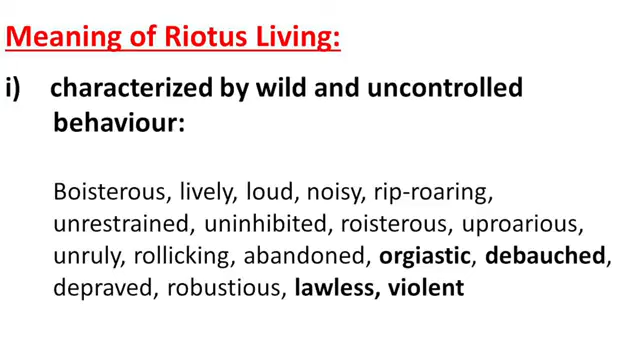 Meaning of Riotus Living:
i) characterized by wild and uncontrolled
behaviour:
Boisterous, lively, loud, noisy, rip-roaring,
unrestrained, uninhibited, roisterous, uproarious,
unruly, rollicking, abandoned, orgiastic, debauched,
depraved, robustious, lawless, violent